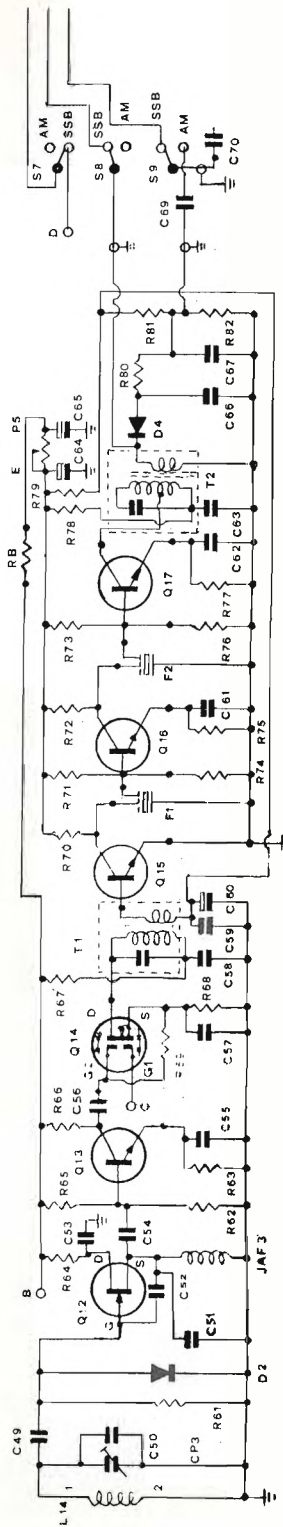 AM
SSB
S7
D
SSB
AM
S8
SSB
AM
S9
C69
C70
R81
R82
R80
C67
C66
D4
P5
C65
C64
E
R79
R78
T2
C63
C62
RB
Q17
R77
R76
R73
F2
R72
C61
Q16
R75
R74
R71
F1
R70
Q15
T1
C60
C59
C58
R67
D
S
R68
Q14
C57
G1
C56
R66
Q13
C55
R65
R63
R62
C53
C54
R64
D
S
JAF3
B
Q12
G
C52
C51
D2
C49
R61
C50
CP3
L14
1
2